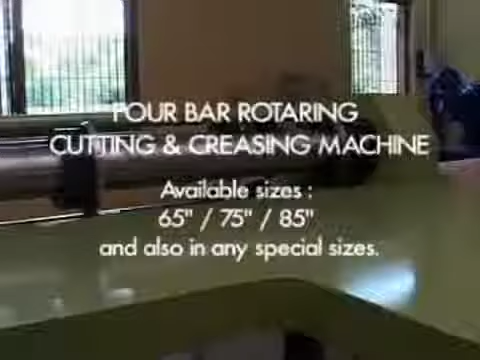 FOUR BAR ROTARING
CUTTING & CREASING MACHINE
Available sizes :
65" / 75" / 85"
and also in any special sizes.